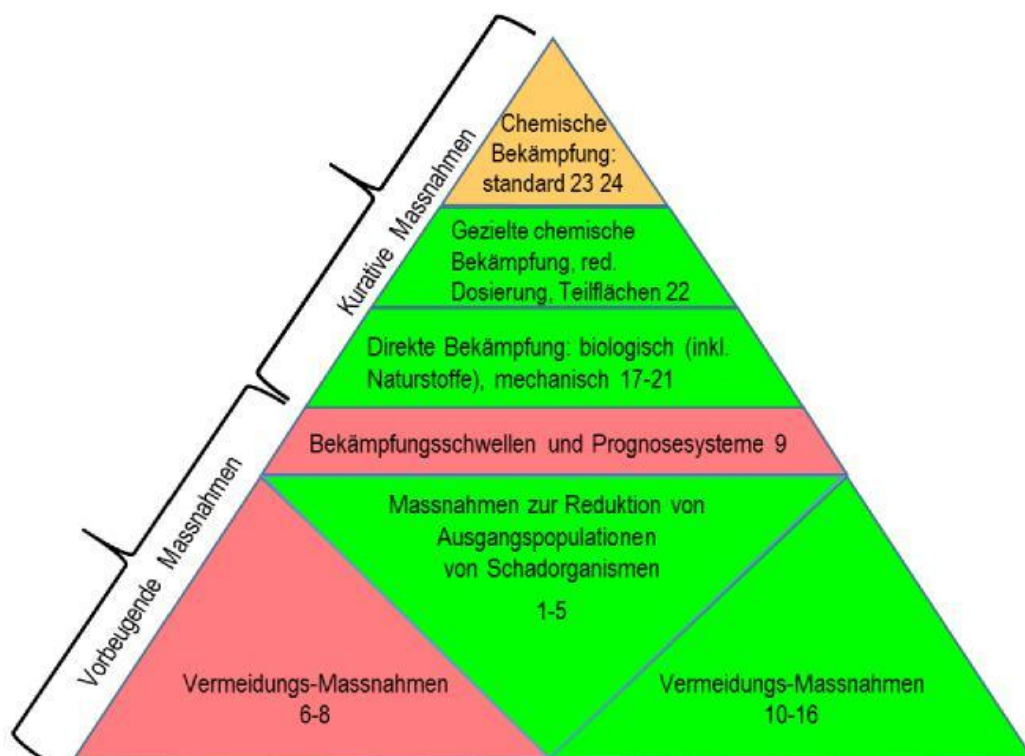 Chemische
Bekämpfung:
standard 23 24
Kurative Massnahmen
Gezielte chemische
Bekämpfung, red.
Dosierung, Teilflächen 22
Direkte Bekämpfung: biologisch (inkl.
Naturstoffe), mechanisch 17-21
Bekämpfungsschwellen und Prognosesysteme 9
Vorbeugende Massnahmen
Massnahmen zur Reduktion von
Ausgangspopulationen
von Schadorganismen
1-5
Vermeidungs-Massnahmen
6-8
Vermeidungs-Massnahmen
10-16